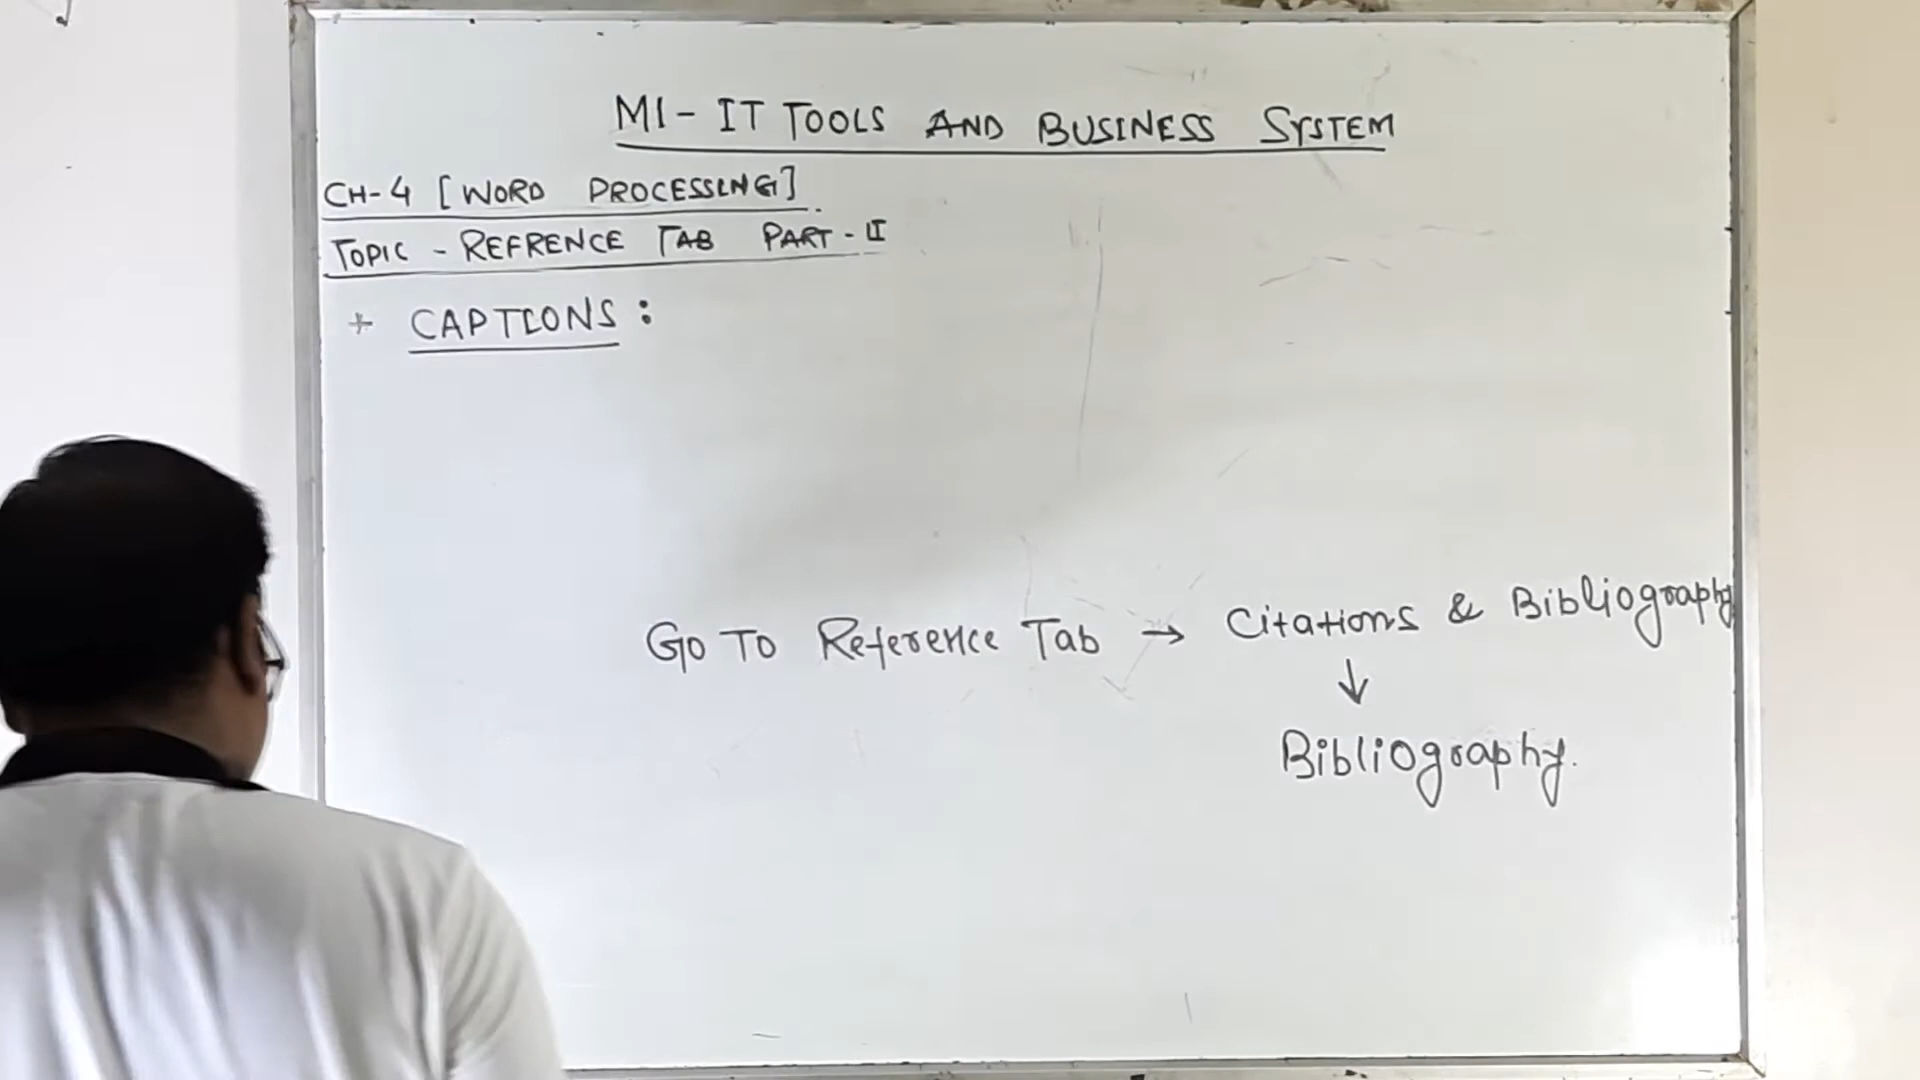 M1 - IT TOOLS AND BUSINESS SYSTEM
CH-4 [WORD PROCESSING]
TOPIC - REFRENCE TAB PART - II
+ CAPTIONS :
Go To Reference Tab → Citations & Bibliography
↓
Bibliography.